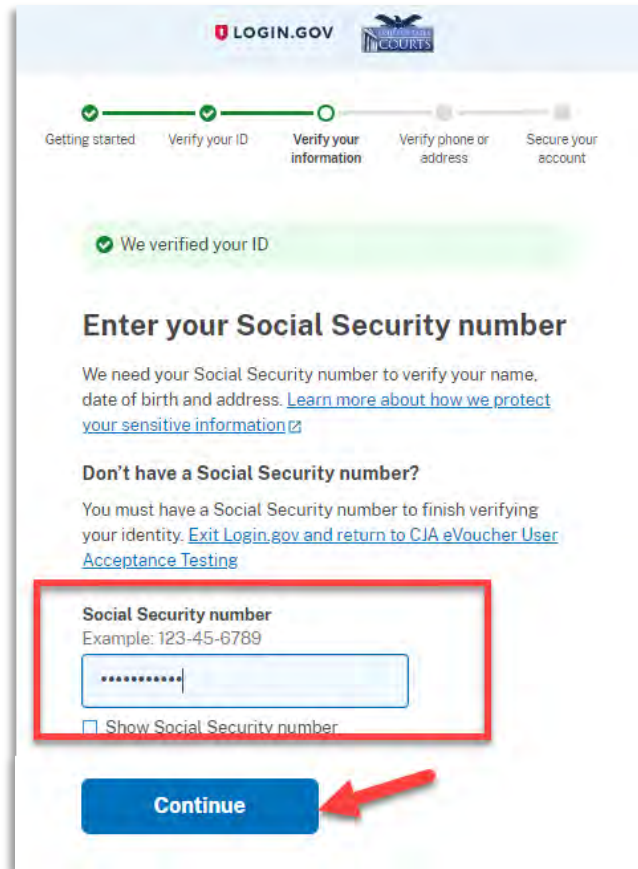 LOGIN.GOV
COURTS
Getting started
Verify your ID
Verify your
information
Verify phone or
address
Secure your
account
We verified your ID
Enter your Social Security number
We need your Social Security number to verify your name,
date of birth and address. Learn more about how we protect
your sensitive information
Don't have a Social Security number?
You must have a Social Security number to finish verifying
your identity. Exit Login.gov and return to CJA eVoucher User
Acceptance Testing
Social Security number
Example: 123-45-6789
•••••••••••
Show Social Security number
Continue